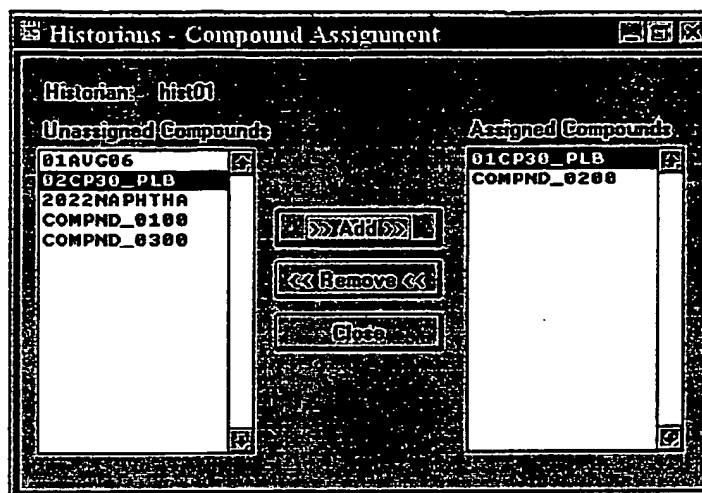 Historians - Compound Assignment
Historian: hist01
Unassigned Compounds
01AVG06
02CP30_PLB
2022NAPHTHA
COMPND_0100
COMPND_0300
>> Add >>
<< Remove <<
Close
Assigned Compounds
01CP30_PLB
COMPND_0200